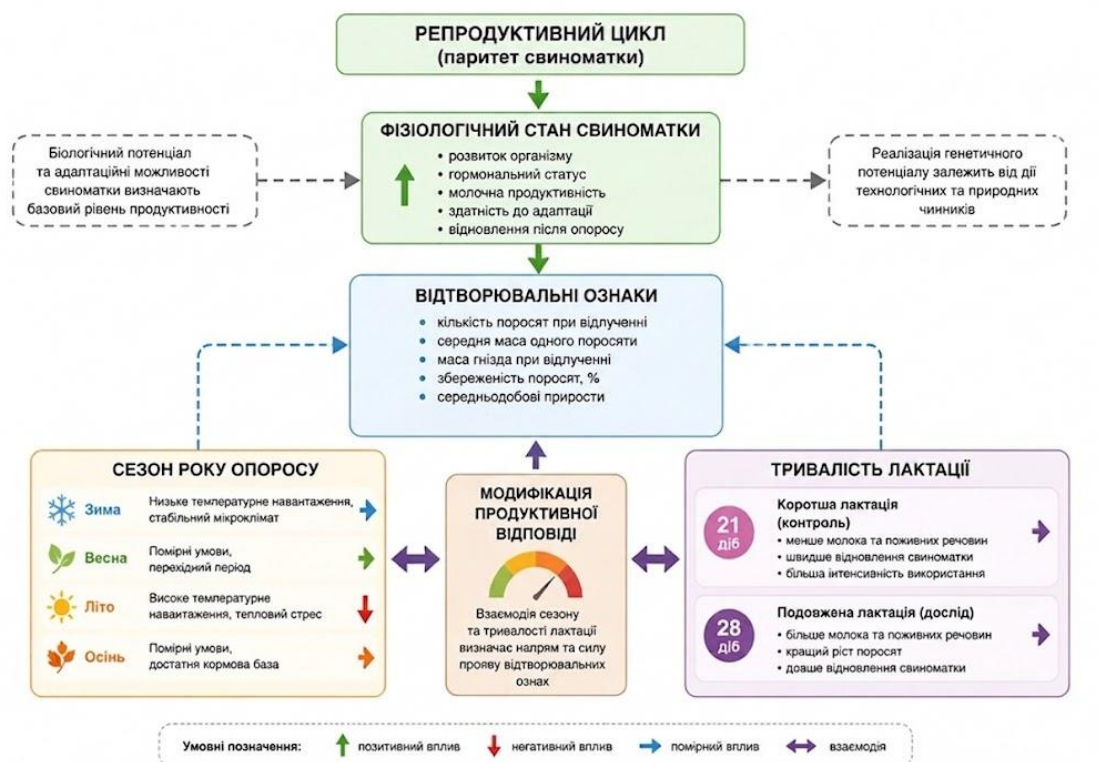 РЕПРОДУКТИВНИЙ ЦИКЛ
(паритет свиноматки)
ФІЗІОЛОГІЧНИЙ СТАН СВИНОМАТКИ
• розвиток організму
• гормональний статус
• молочна продуктивність
• здатність до адаптації
• відновлення після опоросу
Біологічний потенціал
та адаптаційні можливості
свиноматки визначають
базовий рівень продуктивності
Реалізація генетичного
потенціалу залежить від дії
технологічних та природних
чинників
ВІДТВОРЮВАЛЬНІ ОЗНАКИ
• кількість поросят при відлученні
• середня маса одного поросяти
• маса гнізда при відлученні
• збереженість поросят, %
• середньодобові прирости
СЕЗОН РОКУ ОПОРОСУ
Зима
Низьке температурне навантаження,
стабільний мікроклімат
Весна
Помірні умови,
перехідний період
Літо
Високе температурне
навантаження, тепловий стрес
Осінь
Помірні умови,
достатня кормова база
МОДИФІКАЦІЯ
ПРОДУКТИВНОЇ
ВІДПОВІДІ
Взаємодія сезону
та тривалості лактації
визначає напрям та силу
прояву відтворювальних
ознак
ТРИВАЛІСТЬ ЛАКТАЦІЇ
21
діб
Коротша лактація
(контроль)
• менше молока та поживних речовин
• швидше відновлення свиноматки
• більша інтенсивність використання
28
діб
Подовжена лактація (дослід)
• більше молока та поживних речовин
• кращий ріст поросят
• довше відновлення свиноматки
Умовні позначення: позитивний вплив негативний вплив помірний вплив взаємодія